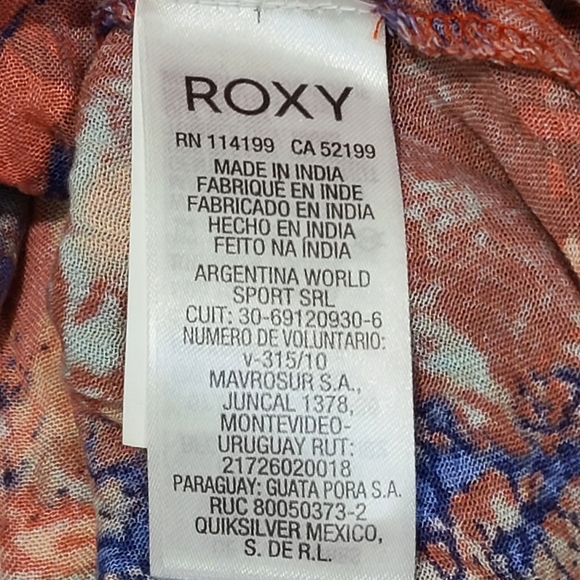 ROXY
RN 114199 CA 52199
MADE IN INDIA
FABRIQUÉ EN INDE
FABRICADO EN INDIA
HECHO EN INDIA
FEITO NA ÍNDIA
ARGENTINA WORLD
SPORT SRL
CUIT: 30-69120930-6
NUMERO DE VOLUNTARIO:
v-315/10
MAVROSUR S.A.,
JUNCAL 1378,
MONTEVIDEO-
URUGUAY RUT:
21726020018
PARAGUAY: GUATA PORA S.A.
RUC 80050373-2
QUIKSILVER MEXICO,
S. DE R.L.